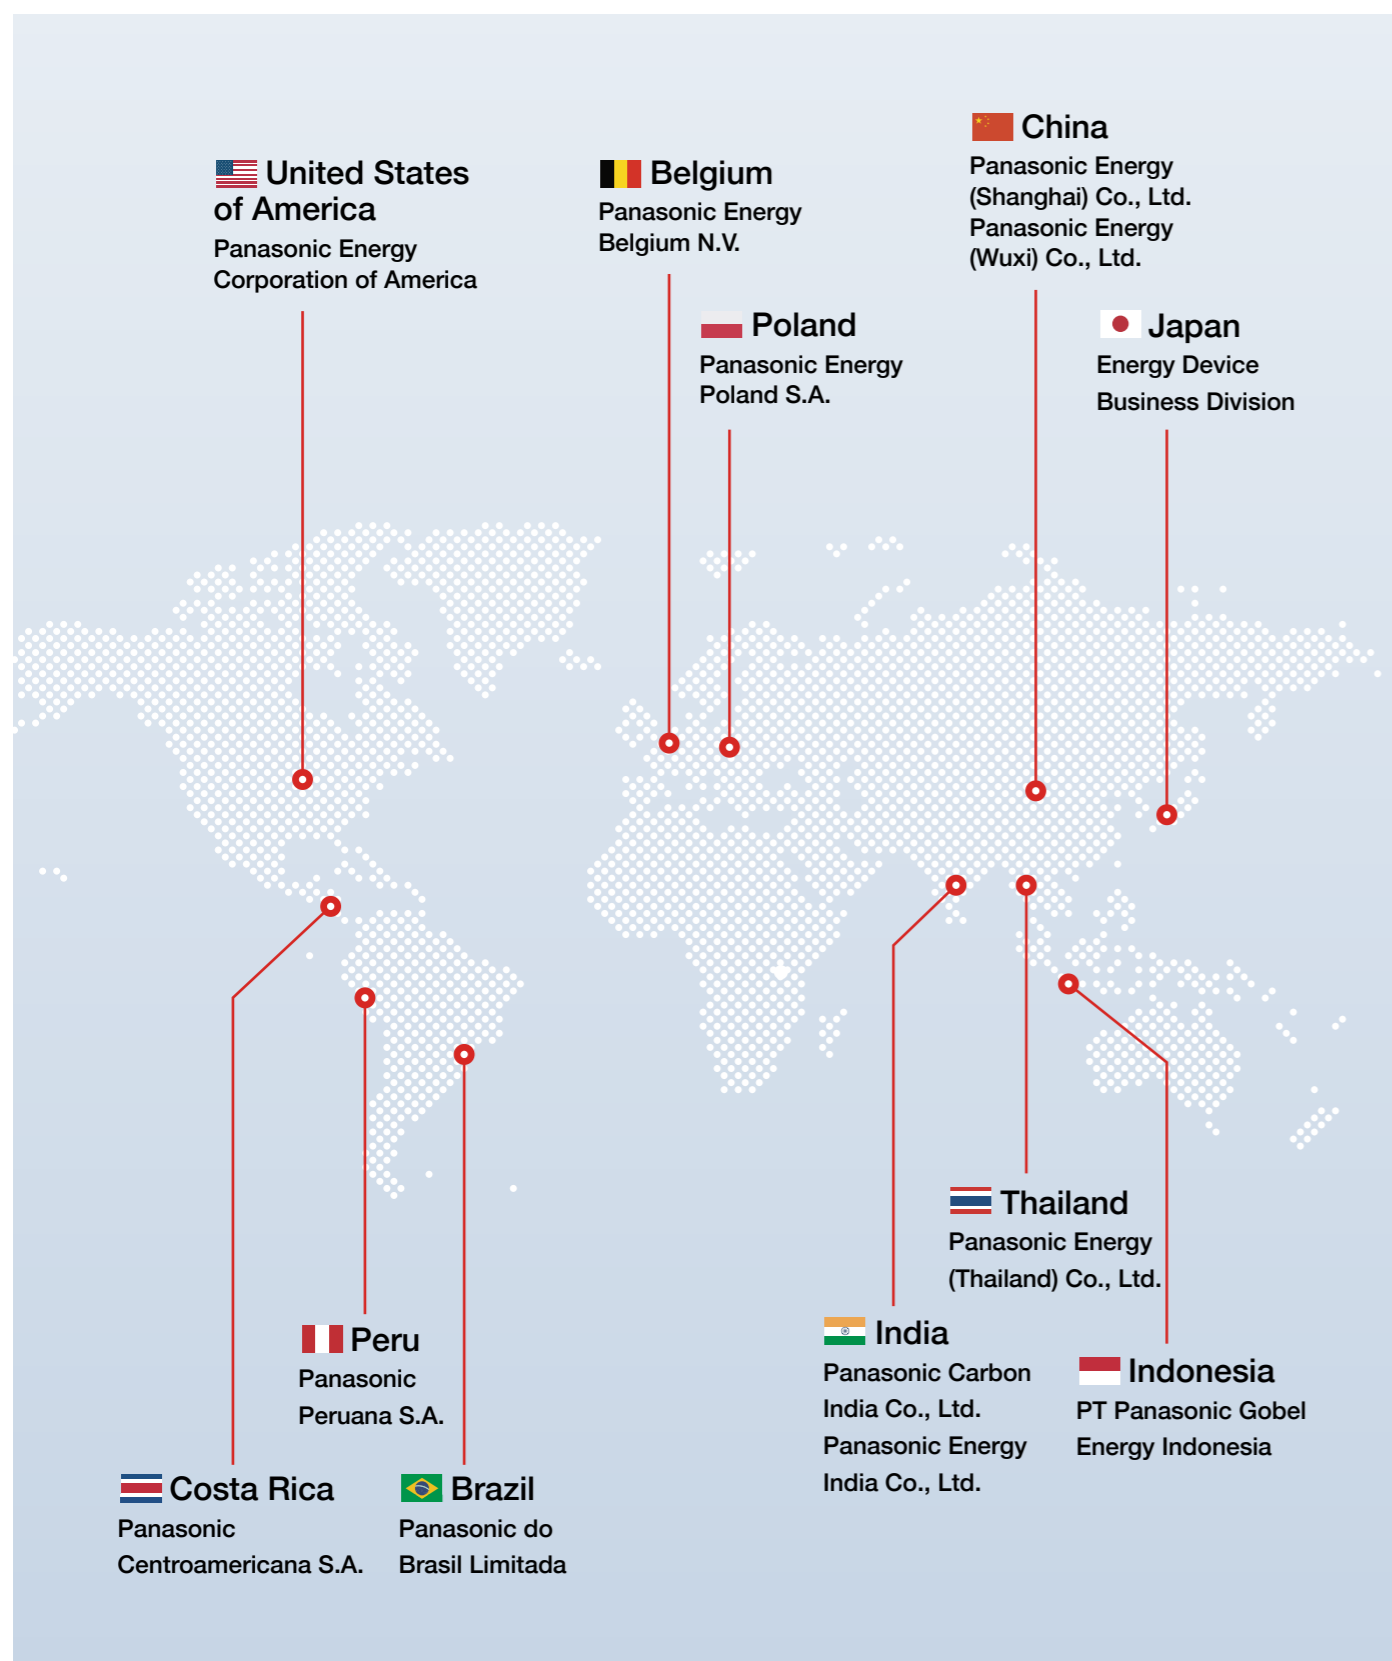 United States
of America
Panasonic Energy
Corporation of America
Belgium
Panasonic Energy
Belgium N.V.
Poland
Panasonic Energy
Poland S.A.
China
Panasonic Energy
(Shanghai) Co., Ltd.
Panasonic Energy
(Wuxi) Co., Ltd.
Japan
Energy Device
Business Division
Costa Rica
Panasonic
Centroamericana S.A.
Peru
Panasonic
Peruana S.A.
Brazil
Panasonic do
Brasil Limitada
India
Panasonic Carbon
India Co., Ltd.
Panasonic Energy
India Co., Ltd.
Thailand
Panasonic Energy
(Thailand) Co., Ltd.
Indonesia
PT Panasonic Gobel
Energy Indonesia